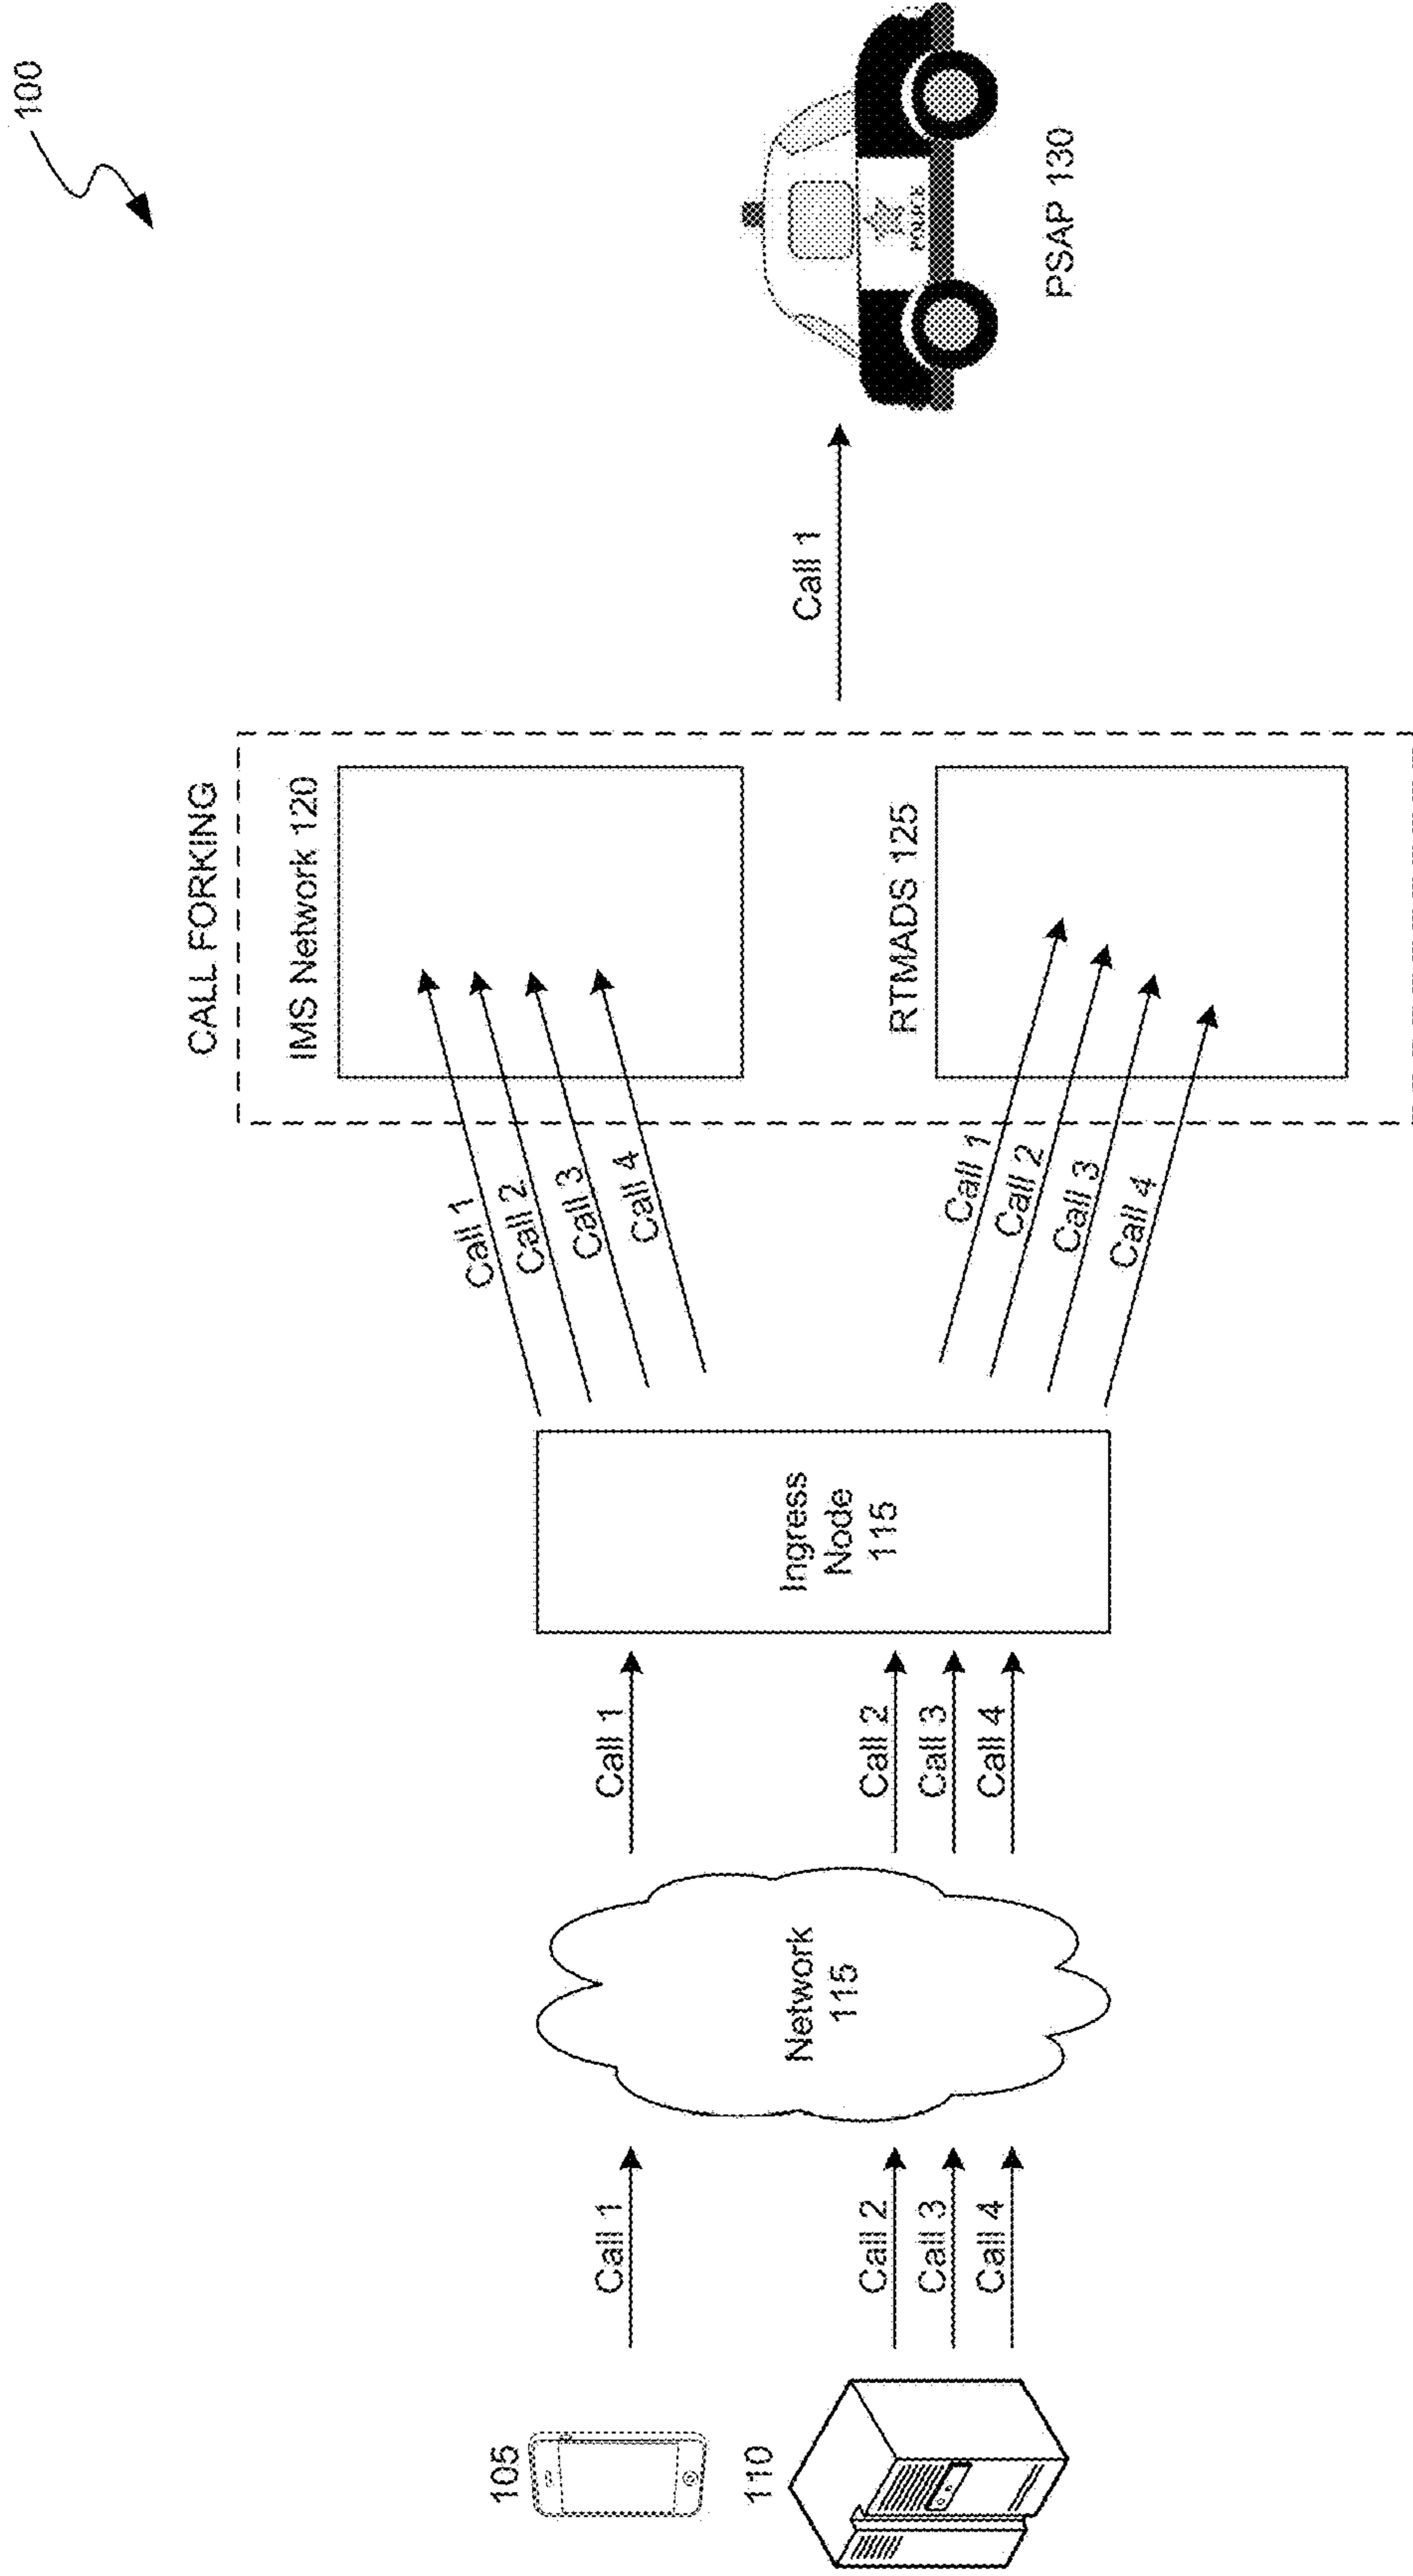 100
CALL FORKING
IMS Network 120
RTMADS 125
105
110
Call 1
Call 2
Call 3
Call 4
Network
115
Call 1
Call 2
Call 3
Call 4
Ingress
Node
115
Call 1
Call 2
Call 3
Call 4
Call 1
Call 2
Call 3
Call 4
Call 1
POLICE
PSAP 130